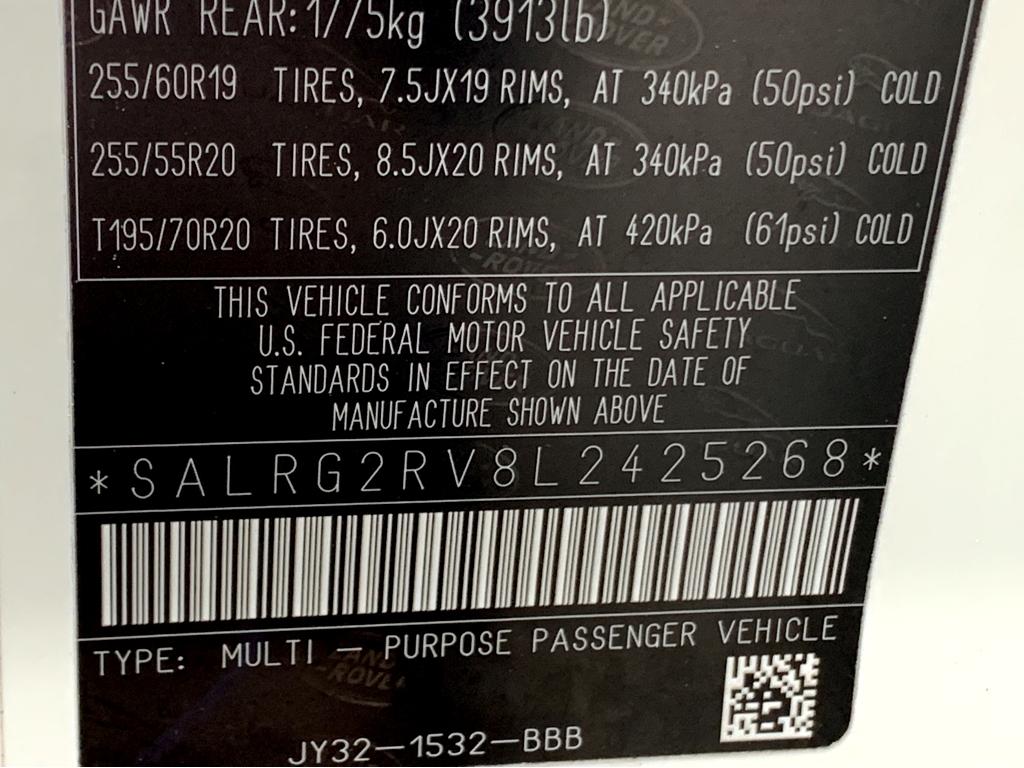 GAWR REAR: 1775kg (3913lb)
255/60R19 TIRES, 7.5JX19 RIMS, AT 340kPa (50psi) COLD
255/55R20 TIRES, 8.5JX20 RIMS, AT 340kPa (50psi) COLD
T195/70R20 TIRES, 6.0JX20 RIMS, AT 420kPa (61psi) COLD
THIS VEHICLE CONFORMS TO ALL APPLICABLE
U.S. FEDERAL MOTOR VEHICLE SAFETY
STANDARDS IN EFFECT ON THE DATE OF
MANUFACTURE SHOWN ABOVE
*SALRG2RV8L2425268*
TYPE: MULTI – PURPOSE PASSENGER VEHICLE
JY32–1532–BBB